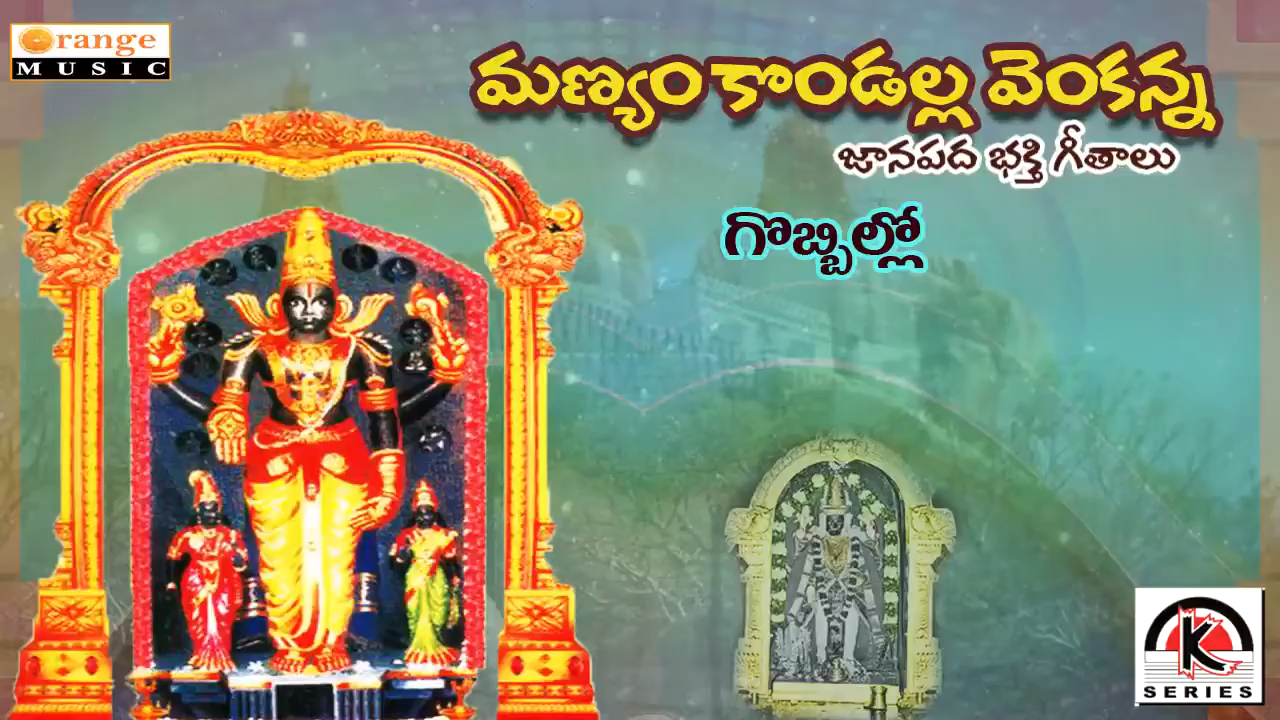 Orange
MUSIC
మణ్యం కొండల్ల వెంకన్న
జానపద భక్తి గీతాలు
గొబ్బిల్లో
K
SERIES